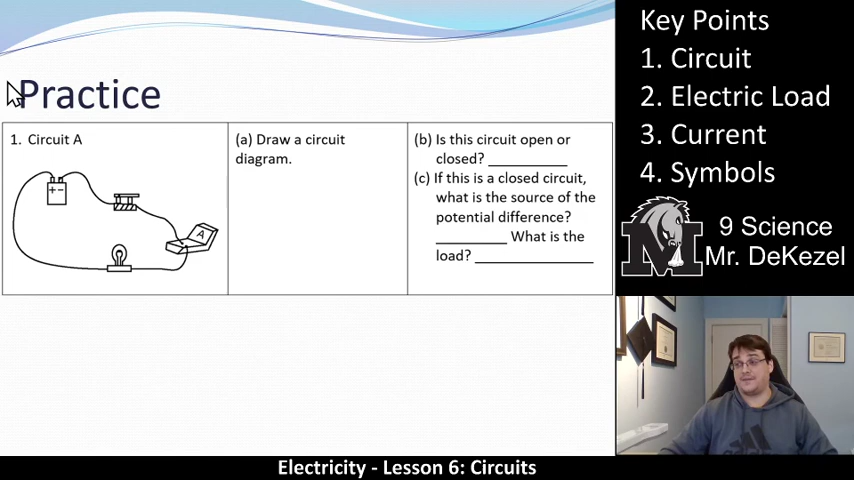 Practice
1. Circuit A
(a) Draw a circuit
diagram.
(b) Is this circuit open or
closed? __________
(c) If this is a closed circuit,
what is the source of the
potential difference?
_________ What is the
load? _______________
+ -
A
Key Points
1. Circuit
2. Electric Load
3. Current
4. Symbols
M
9 Science
Mr. DeKezel
Electricity - Lesson 6: Circuits